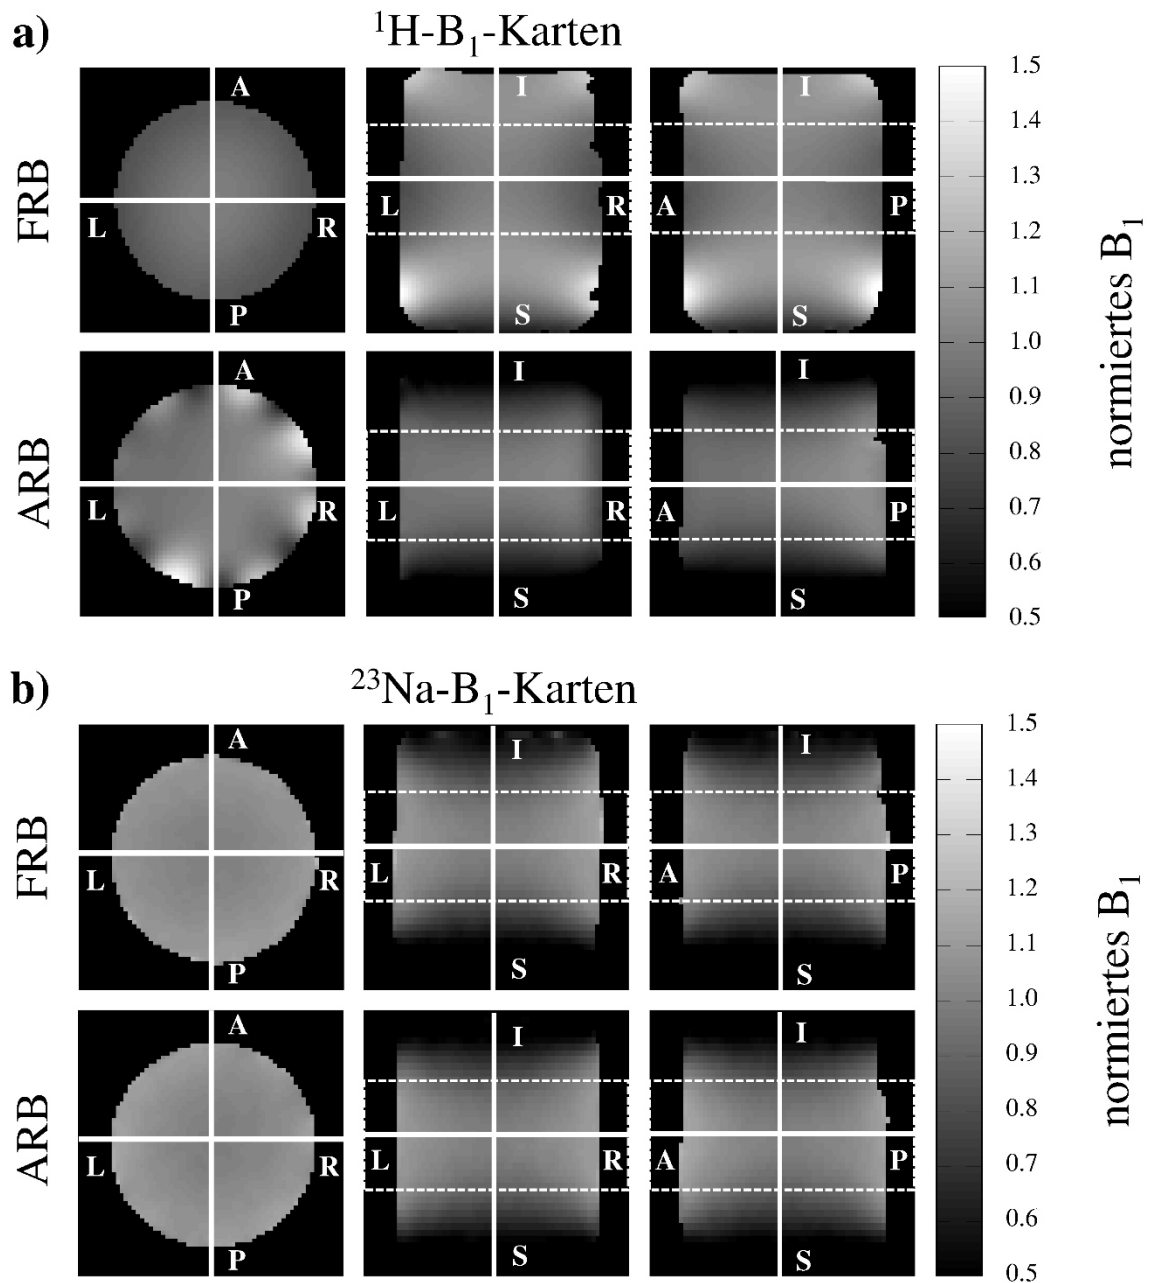 a) ¹H-B₁-Karten
FRB
A
L R
P
I
L R
S
I
A P
S
ARB
A
L R
P
I
L R
S
I
A P
S
1.5
1.4
1.3
1.2
1.1
1.0
0.9
0.8
0.7
0.6
0.5
normiertes B₁
b) ²³Na-B₁-Karten
FRB
A
L R
P
I
L R
S
I
A P
S
ARB
A
L R
P
I
L R
S
I
A P
S
1.5
1.4
1.3
1.2
1.1
1.0
0.9
0.8
0.7
0.6
0.5
normiertes B₁